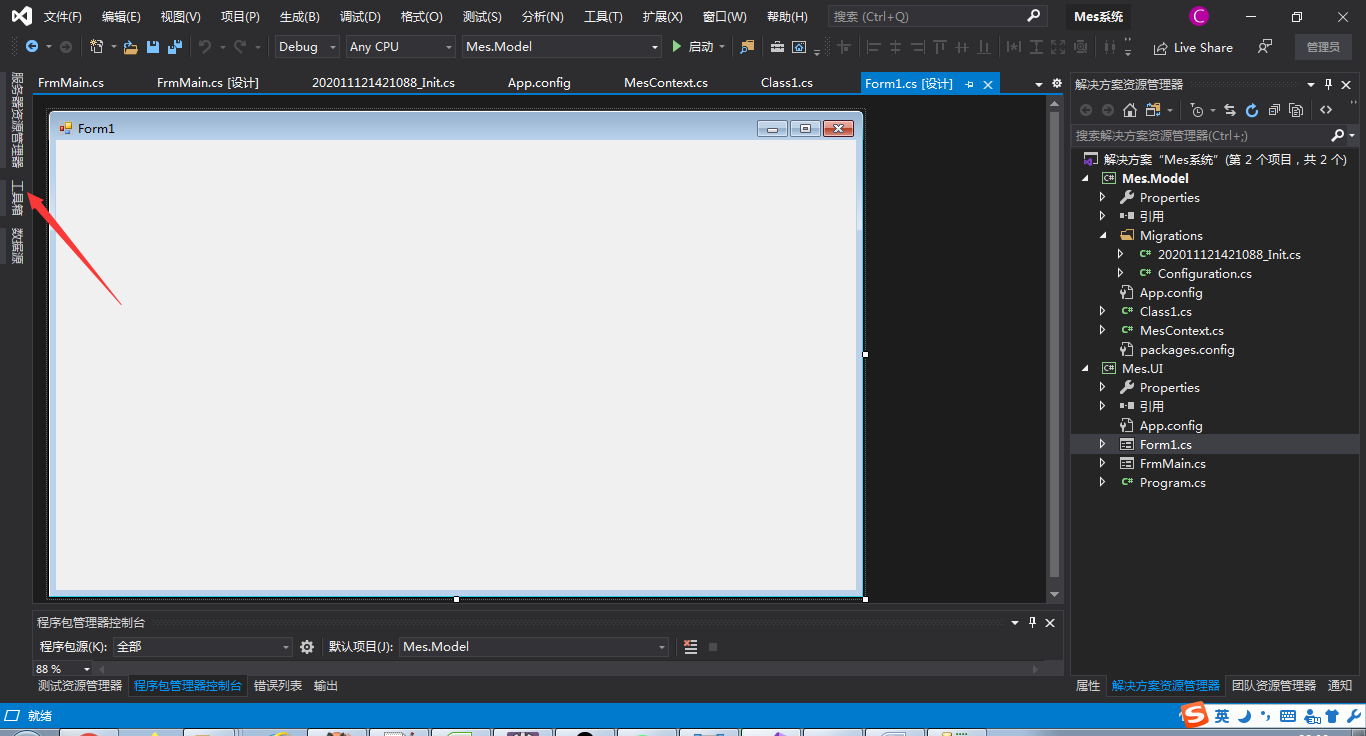 文件(F) 编辑(E) 视图(V) 项目(P) 生成(B) 调试(D) 格式(O) 测试(S) 分析(N) 工具(T) 扩展(X) 窗口(W) 帮助(H) 搜索 (Ctrl+Q) Mes系统 C
Debug Any CPU Mes.Model 启动 Live Share 管理员
服务器资源管理器
工具箱
数据源
FrmMain.cs FrmMain.cs [设计] 202011121421088_Init.cs App.config MesContext.cs Class1.cs Form1.cs [设计]
Form1
解决方案资源管理器
搜索解决方案资源管理器(Ctrl+;)
解决方案“Mes系统”(第 2 个项目，共 2 个)
Mes.Model
Properties
引用
Migrations
202011121421088_Init.cs
Configuration.cs
App.config
Class1.cs
MesContext.cs
packages.config
Mes.UI
Properties
引用
App.config
Form1.cs
FrmMain.cs
Program.cs
程序包管理器控制台
程序包源(K): 全部 默认项目(J): Mes.Model
88 %
测试资源管理器 程序包管理器控制台 错误列表 输出
属性 解决方案资源管理器 团队资源管理器 通知
就绪
S 英